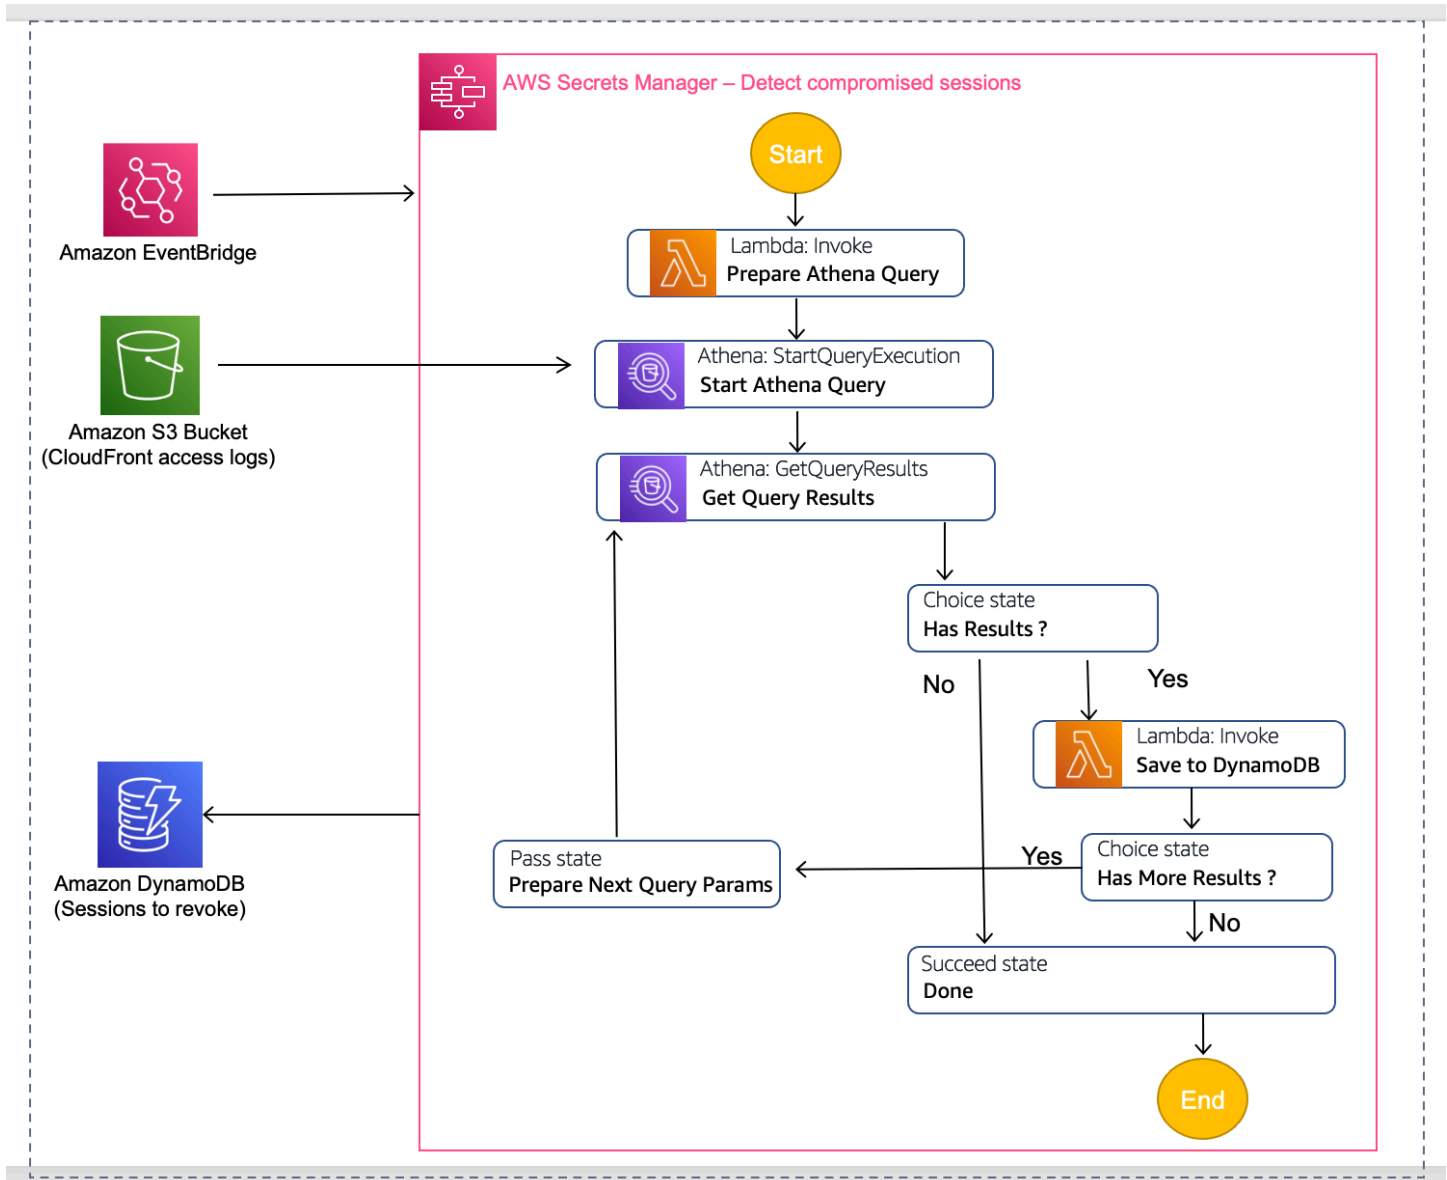 AWS Secrets Manager – Detect compromised sessions
Start
Amazon EventBridge
Lambda: Invoke
Prepare Athena Query
Athena: StartQueryExecution
Start Athena Query
Amazon S3 Bucket
(CloudFront access logs)
Athena: GetQueryResults
Get Query Results
Choice state
Has Results ?
No
Yes
Lambda: Invoke
Save to DynamoDB
Amazon DynamoDB
(Sessions to revoke)
Choice state
Has More Results ?
Yes
Pass state
Prepare Next Query Params
No
Succeed state
Done
End